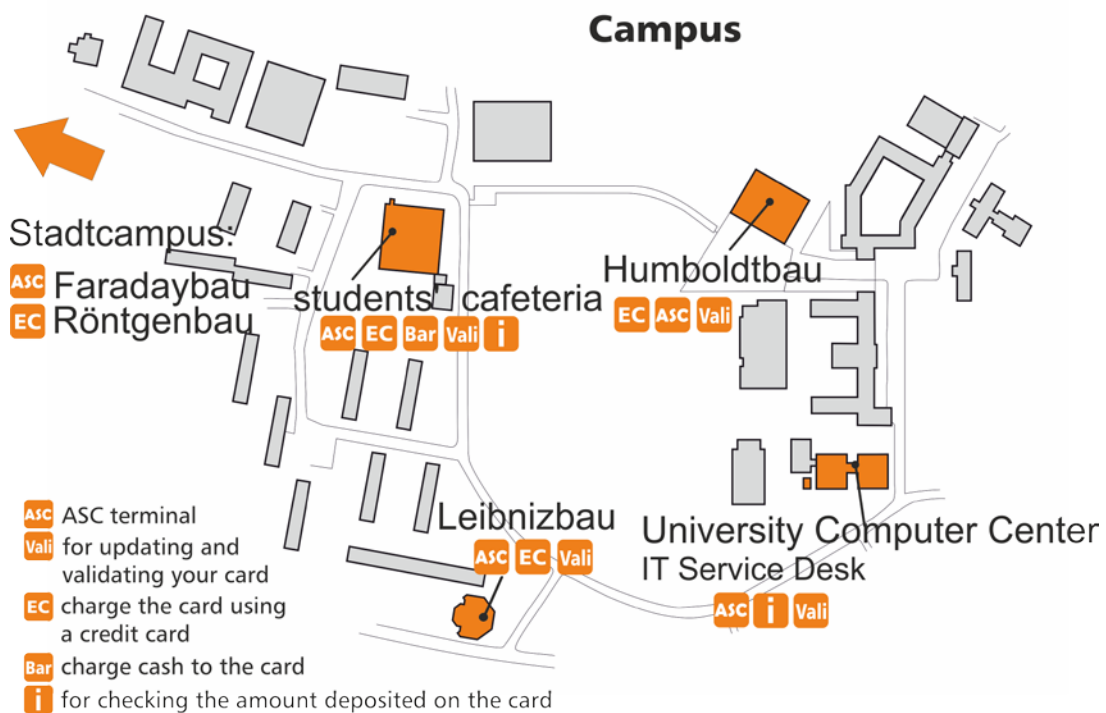 Campus
Stadtcampus:
ASC Faradaybau
EC Röntgenbau
students cafeteria
ASC EC Bar Vali i
Humboldtbau
EC ASC Vali
Leibnizbau
ASC EC Vali
University Computer Center
IT Service Desk
ASC i Vali
ASC ASC terminal
Vali for updating and
validating your card
EC charge the card using
a credit card
Bar charge cash to the card
i for checking the amount deposited on the card